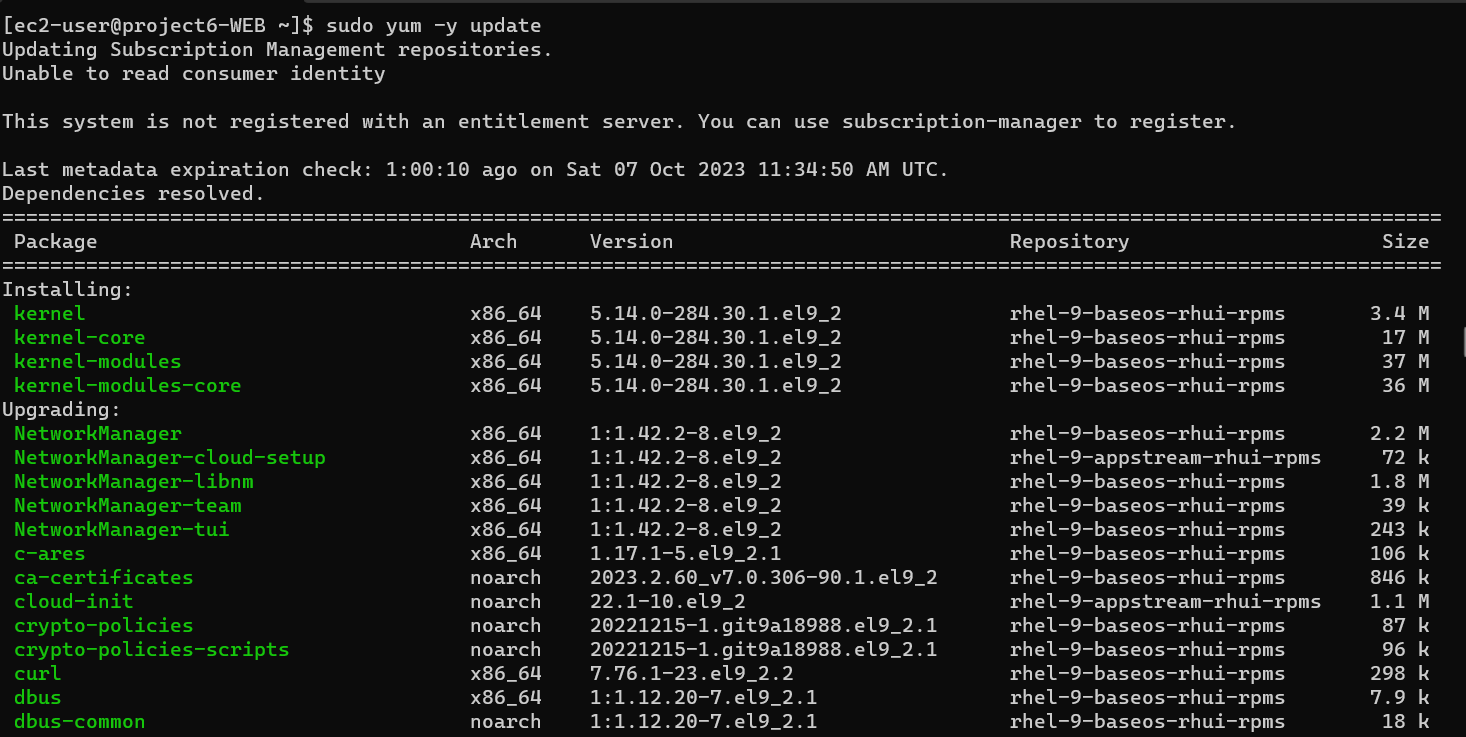 [ec2-user@project6-WEB ~]$ sudo yum -y update
Updating Subscription Management repositories.
Unable to read consumer identity
This system is not registered with an entitlement server. You can use subscription-manager to register.
Last metadata expiration check: 1:00:10 ago on Sat 07 Oct 2023 11:34:50 AM UTC.
Dependencies resolved.
========================================================================================================================
Package Arch Version Repository Size
========================================================================================================================
Installing:
kernel x86_64 5.14.0-284.30.1.el9_2 rhel-9-baseos-rhui-rpms 3.4 M
kernel-core x86_64 5.14.0-284.30.1.el9_2 rhel-9-baseos-rhui-rpms 17 M
kernel-modules x86_64 5.14.0-284.30.1.el9_2 rhel-9-baseos-rhui-rpms 37 M
kernel-modules-core x86_64 5.14.0-284.30.1.el9_2 rhel-9-baseos-rhui-rpms 36 M
Upgrading:
NetworkManager x86_64 1:1.42.2-8.el9_2 rhel-9-baseos-rhui-rpms 2.2 M
NetworkManager-cloud-setup x86_64 1:1.42.2-8.el9_2 rhel-9-appstream-rhui-rpms 72 k
NetworkManager-libnm x86_64 1:1.42.2-8.el9_2 rhel-9-baseos-rhui-rpms 1.8 M
NetworkManager-team x86_64 1:1.42.2-8.el9_2 rhel-9-baseos-rhui-rpms 39 k
NetworkManager-tui x86_64 1:1.42.2-8.el9_2 rhel-9-baseos-rhui-rpms 243 k
c-ares x86_64 1.17.1-5.el9_2.1 rhel-9-baseos-rhui-rpms 106 k
ca-certificates noarch 2023.2.60_v7.0.306-90.1.el9_2 rhel-9-baseos-rhui-rpms 846 k
cloud-init noarch 22.1-10.el9_2 rhel-9-appstream-rhui-rpms 1.1 M
crypto-policies noarch 20221215-1.git9a18988.el9_2.1 rhel-9-baseos-rhui-rpms 87 k
crypto-policies-scripts noarch 20221215-1.git9a18988.el9_2.1 rhel-9-baseos-rhui-rpms 96 k
curl x86_64 7.76.1-23.el9_2.2 rhel-9-baseos-rhui-rpms 298 k
dbus x86_64 1:1.12.20-7.el9_2.1 rhel-9-baseos-rhui-rpms 7.9 k
dbus-common noarch 1:1.12.20-7.el9_2.1 rhel-9-baseos-rhui-rpms 18 k